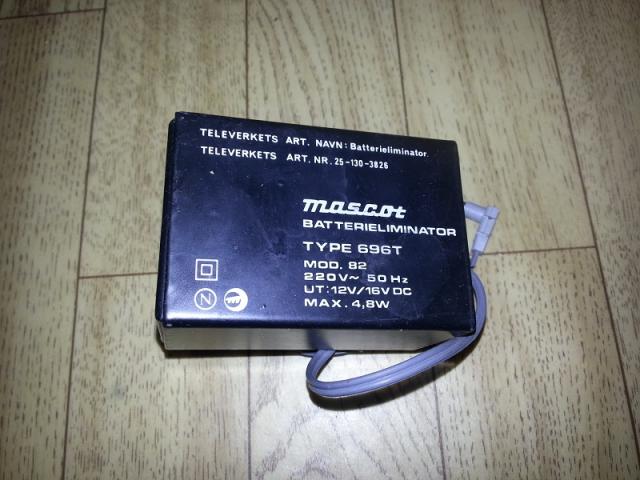 TELEVERKETS ART. NAVN: Batterieliminator.
TELEVERKETS ART. NR. 25-130-3826
mascot
BATTERIELIMINATOR
TYPE 696T
MOD. 82
220V~ 50 Hz
UT: 12V/16V DC
MAX. 4,8W
N